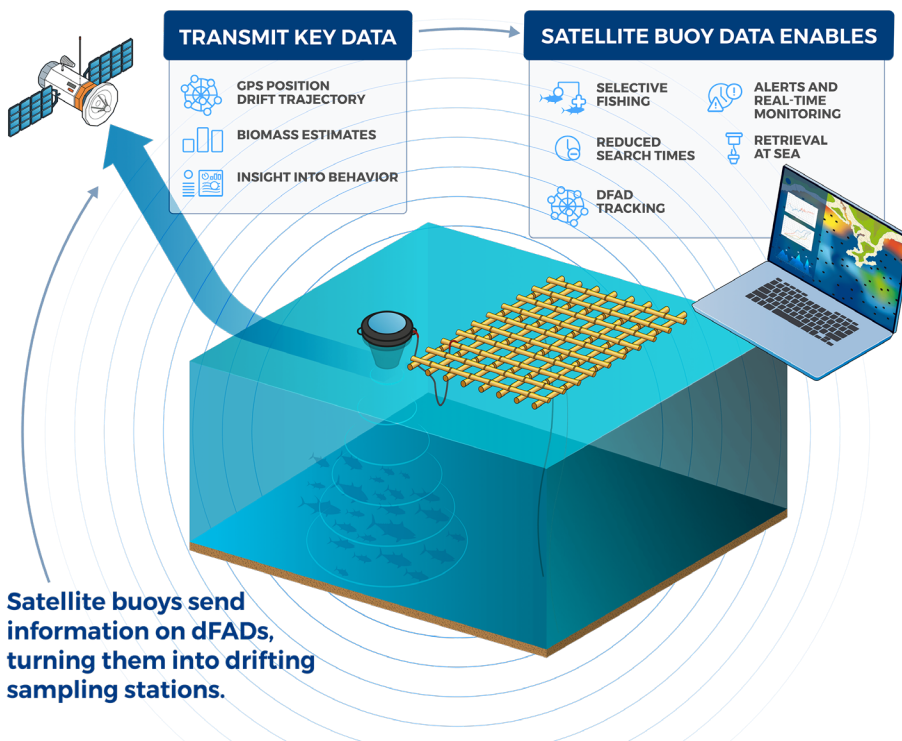 TRANSMIT KEY DATA
GPS POSITION
DRIFT TRAJECTORY
BIOMASS ESTIMATES
INSIGHT INTO BEHAVIOR
SATELLITE BUOY DATA ENABLES
SELECTIVE
FISHING
REDUCED
SEARCH TIMES
DFAD
TRACKING
ALERTS AND
REAL-TIME
MONITORING
RETRIEVAL
AT SEA
Satellite buoys send
information on dFADs,
turning them into drifting
sampling stations.